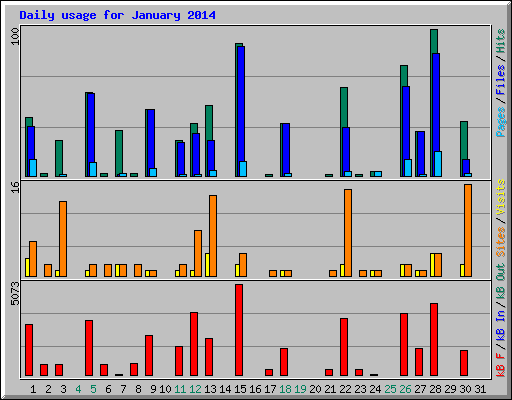 Daily usage for January 2014
100
Pages / Files / Hits
16
Sites / Visits
5073
kB F / kB In / kB Out
1 2 3 4 5 6 7 8 9 10 11 12 13 14 15 16 17 18 19 20 21 22 23 24 25 26 27 28 29 30 31